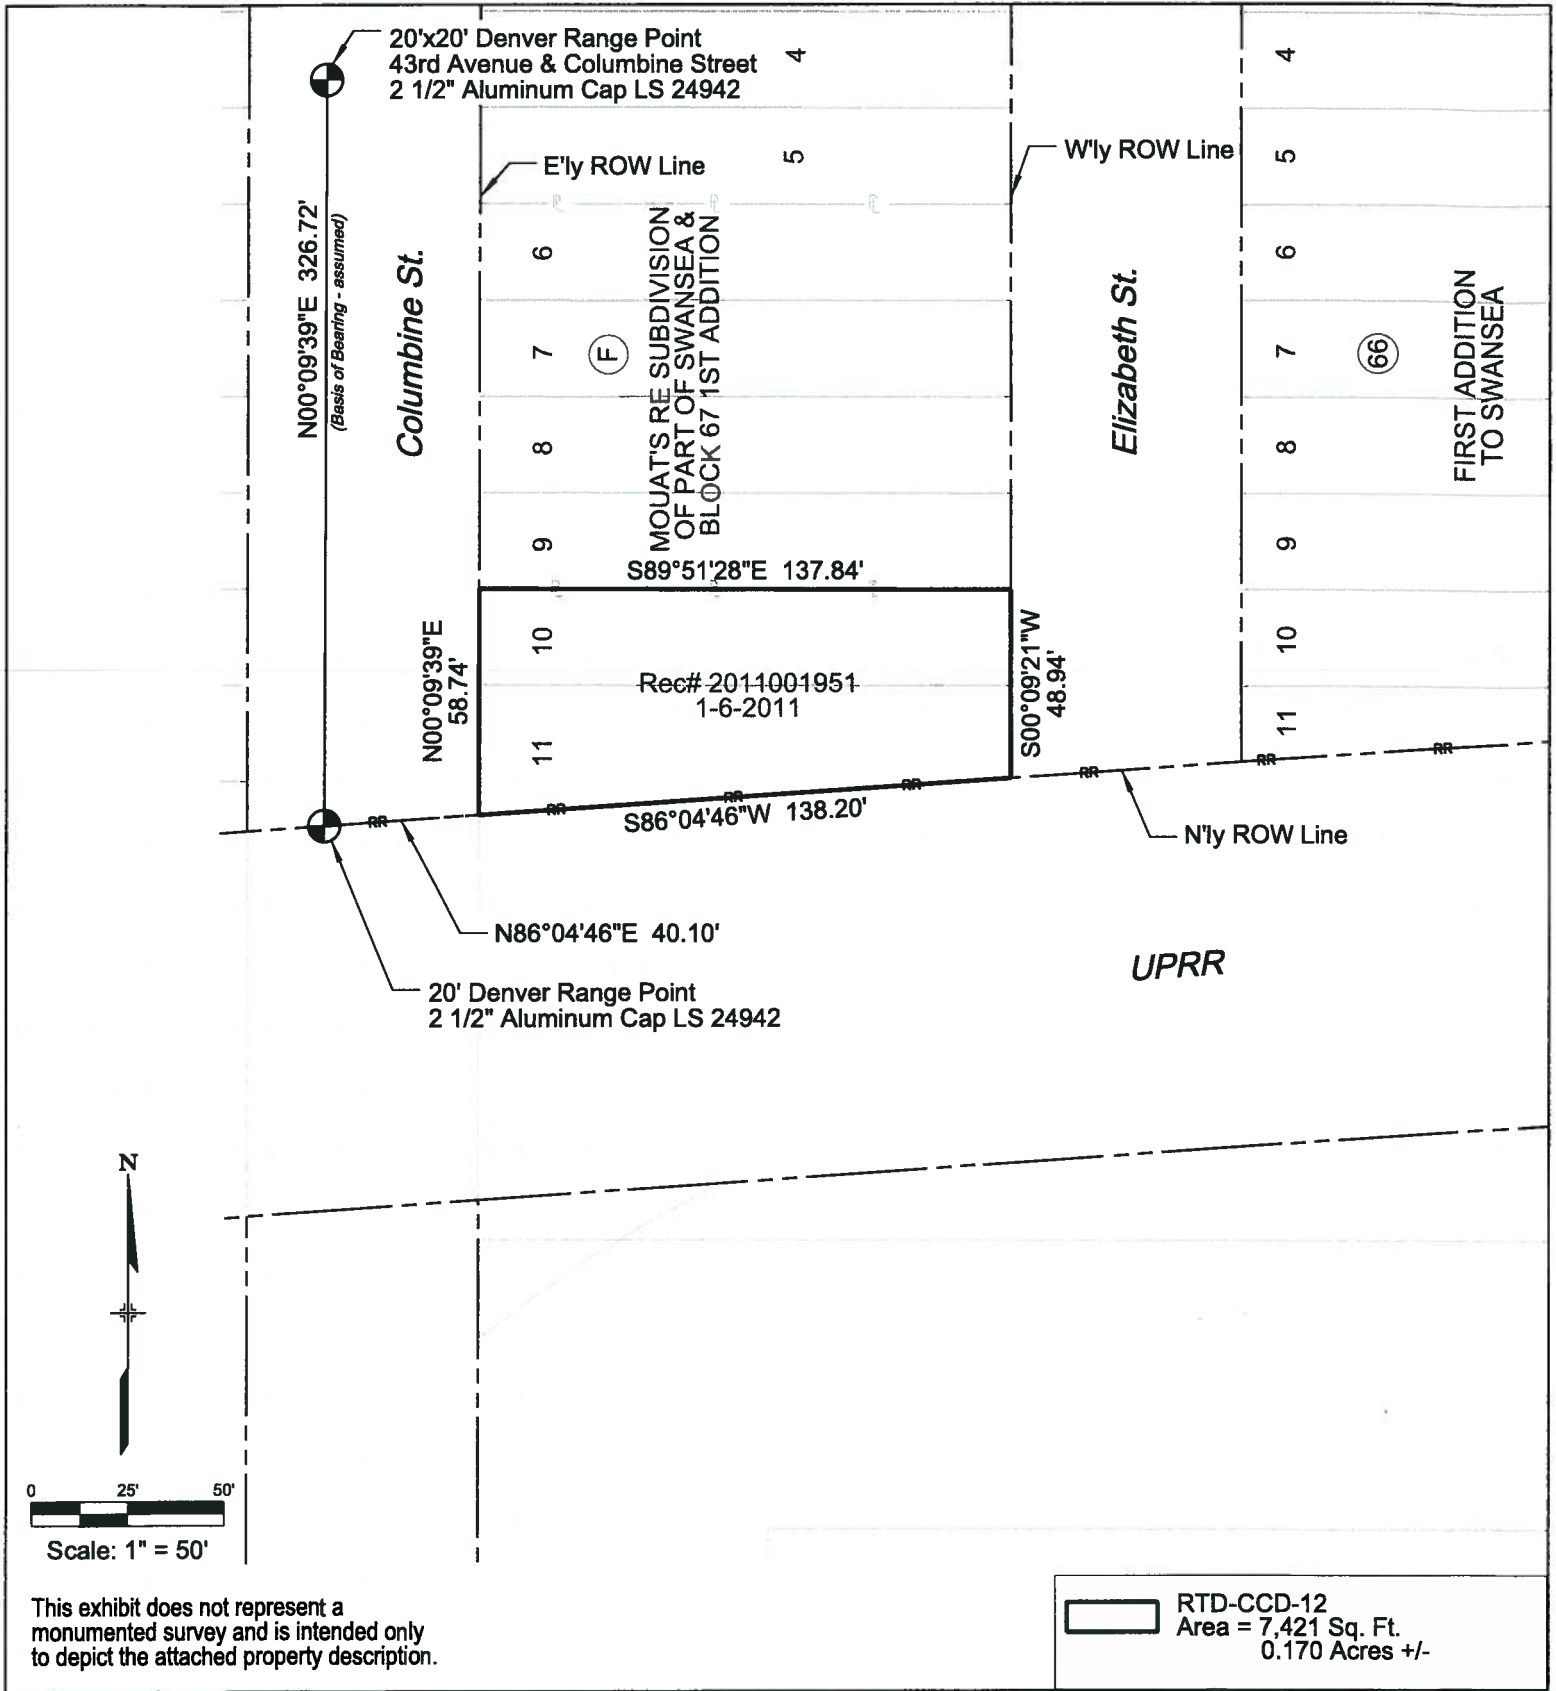 20'x20' Denver Range Point
43rd Avenue & Columbine Street
2 1/2" Aluminum Cap LS 24942
4
4
5
5
E'ly ROW Line
W'ly ROW Line
N00°09'39"E 326.72'
(Basis of Bearing - assumed)
Columbine St.
6
7
8
9
F
MOUAT'S RE SUBDIVISION
OF PART OF SWANSEA &
BLOCK 67 1ST ADDITION
Elizabeth St.
6
7
8
9
66
FIRST ADDITION
TO SWANSEA
S89°51'28"E 137.84'
N00°09'39"E
58.74'
10
11
Rec# 2011001951
1-6-2011
S00°09'21"W
48.94'
10
11
RR
RR
RR
RR
RR
RR
RR
S86°04'46"W 138.20'
N'ly ROW Line
N86°04'46"E 40.10'
20' Denver Range Point
2 1/2" Aluminum Cap LS 24942
UPRR
N
0 25' 50'
Scale: 1" = 50'
This exhibit does not represent a
monumented survey and is intended only
to depict the attached property description.
RTD-CCD-12
Area = 7,421 Sq. Ft.
0.170 Acres +/-